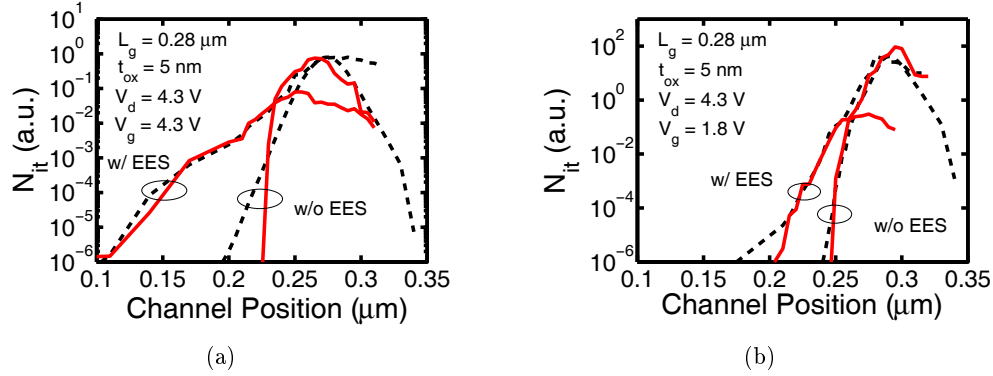 10^1
10^0
10^-1
10^-2
10^-3
10^-4
10^-5
10^-6
N_it (a.u.)
L_g = 0.28 μm
t_ox = 5 nm
V_d = 4.3 V
V_g = 4.3 V
w/ EES
w/o EES
0.1 0.15 0.2 0.25 0.3 0.35
Channel Position (μm)
(a)
10^2
10^0
10^-2
10^-4
10^-6
N_it (a.u.)
L_g = 0.28 μm
t_ox = 5 nm
V_d = 4.3 V
V_g = 1.8 V
w/ EES
w/o EES
0.1 0.15 0.2 0.25 0.3 0.35
Channel Position (μm)
(b)